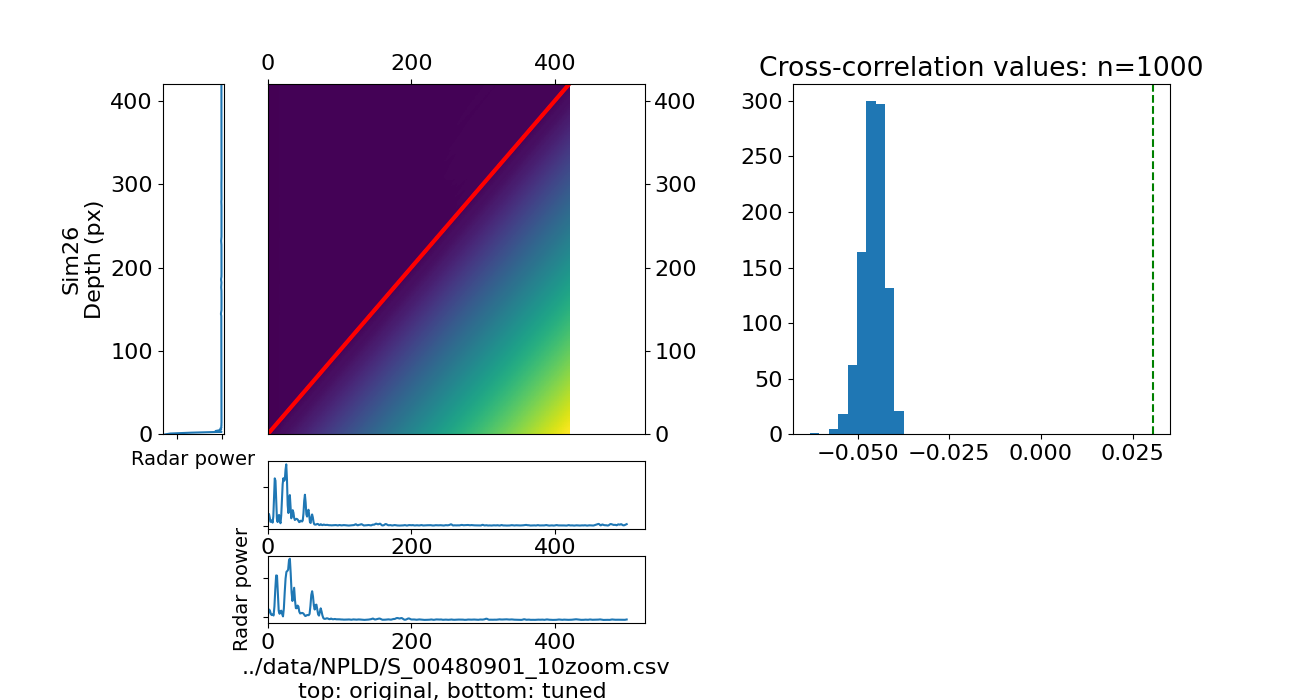 0 200 400
Cross-correlation values: n=1000
400
300
200
100
0
Sim26
Depth (px)
Radar power
400
300
200
100
0
300
250
200
150
100
50
0
−0.050 −0.025 0.000 0.025
0 200 400
Radar power
0 200 400
../data/NPLD/S_00480901_10zoom.csv
top: original, bottom: tuned